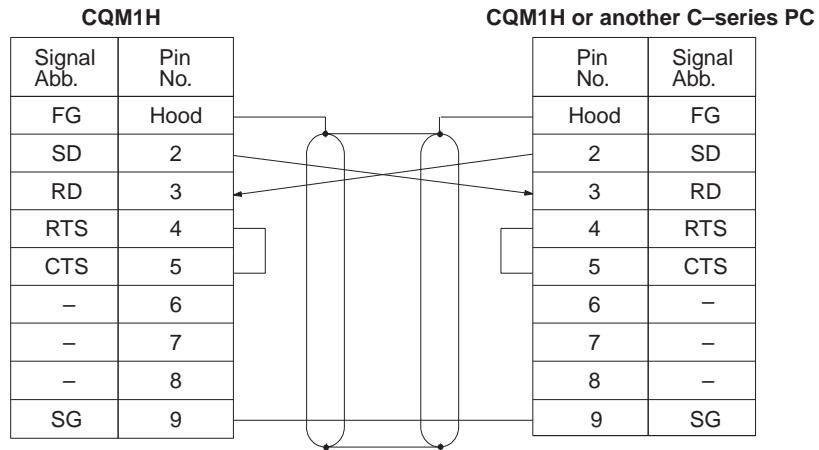 CQM1H CQM1H or another C–series PC
Signal Abb. Pin No. Pin No. Signal Abb.
FG Hood Hood FG
SD 2 2 SD
RD 3 3 RD
RTS 4 4 RTS
CTS 5 5 CTS
– 6 6 –
– 7 7 –
– 8 8 –
SG 9 9 SG